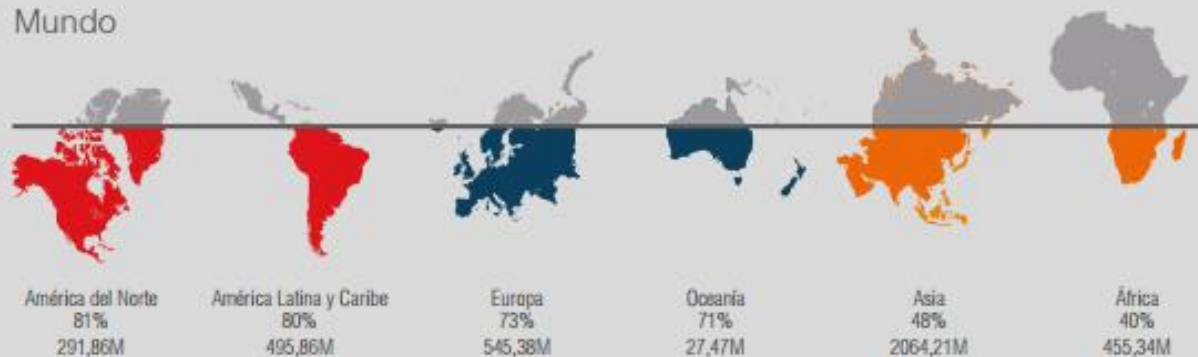 Mundo
América del Norte
81%
291,86M
América Latina y Caribe
80%
495,86M
Europa
73%
545,38M
Oceanía
71%
27,47M
Asia
48%
2064,21M
África
40%
455,34M